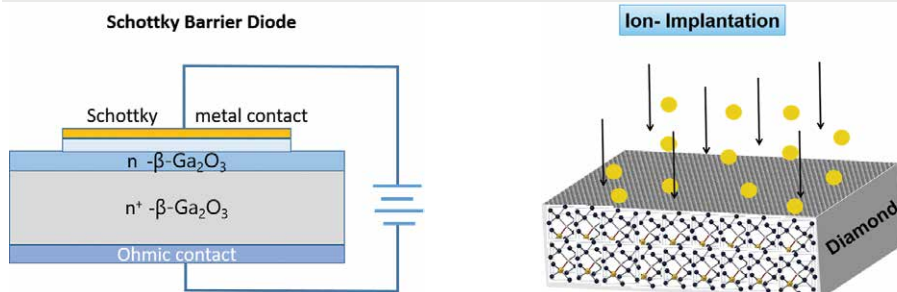 Schottky Barrier Diode
Schottky metal contact
n -β-Ga₂O₃
n⁺ -β-Ga₂O₃
Ohmic contact
Ion- Implantation
Diamond